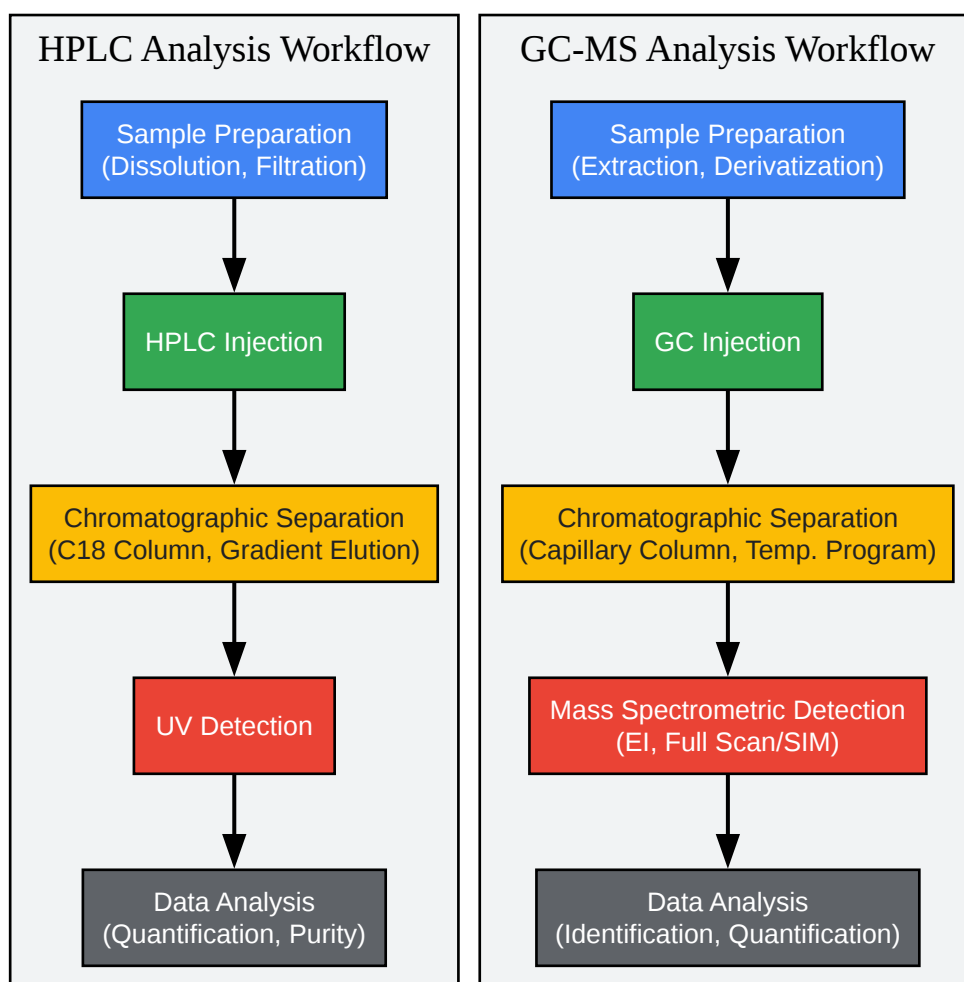 HPLC Analysis Workflow
Sample Preparation
(Dissolution, Filtration)
HPLC Injection
Chromatographic Separation
(C18 Column, Gradient Elution)
UV Detection
Data Analysis
(Quantification, Purity)
GC-MS Analysis Workflow
Sample Preparation
(Extraction, Derivatization)
GC Injection
Chromatographic Separation
(Capillary Column, Temp. Program)
Mass Spectrometric Detection
(EI, Full Scan/SIM)
Data Analysis
(Identification, Quantification)